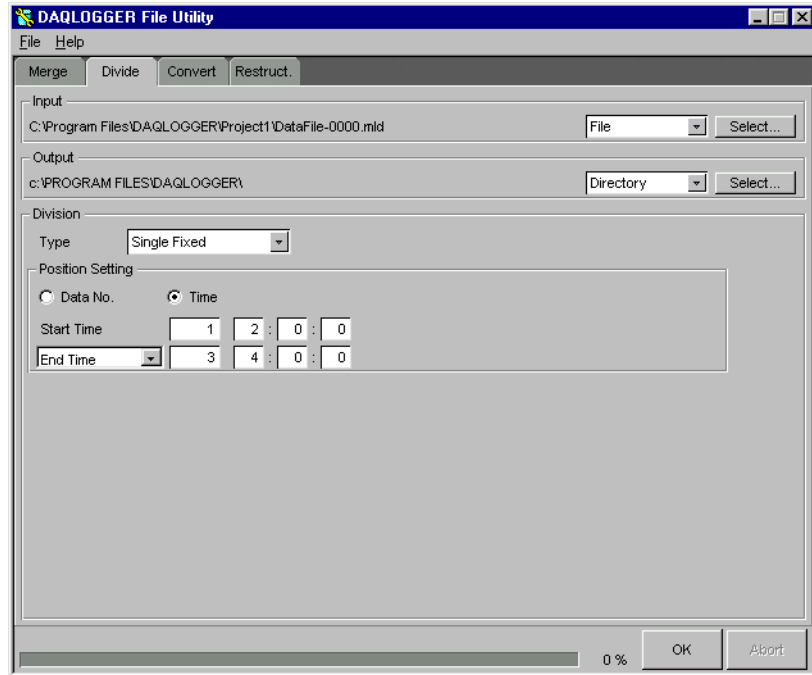 DAQLOGGER File Utility
File Help
Merge Divide Convert Restruct.
Input
C:\Program Files\DAQLOGGER\Project1\DataFile-0000.mld File Select...
Output
c:\PROGRAM FILES\DAQLOGGER\ Directory Select...
Division
Type Single Fixed
Position Setting
Data No. Time
Start Time 1 2 : 0 : 0
End Time 3 4 : 0 : 0
0 % OK Abort